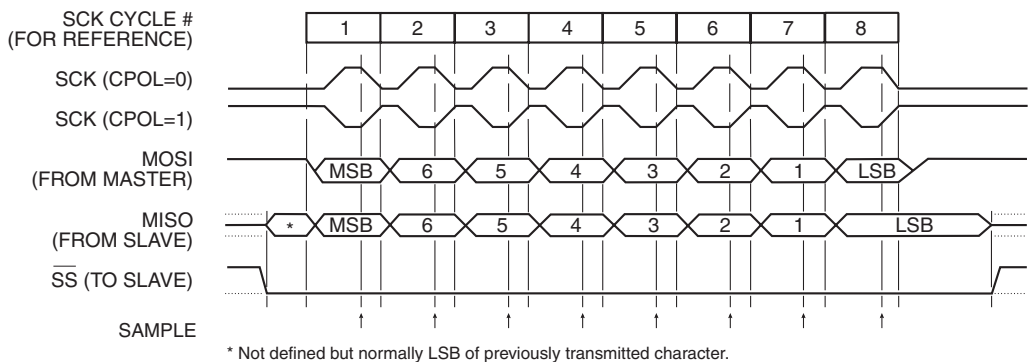 SCK CYCLE #
(FOR REFERENCE)
1 2 3 4 5 6 7 8
SCK (CPOL=0)
SCK (CPOL=1)
MOSI
(FROM MASTER)
MSB 6 5 4 3 2 1 LSB
MISO
(FROM SLAVE)
* MSB 6 5 4 3 2 1 LSB
SS (TO SLAVE)
SAMPLE
* Not defined but normally LSB of previously transmitted character.